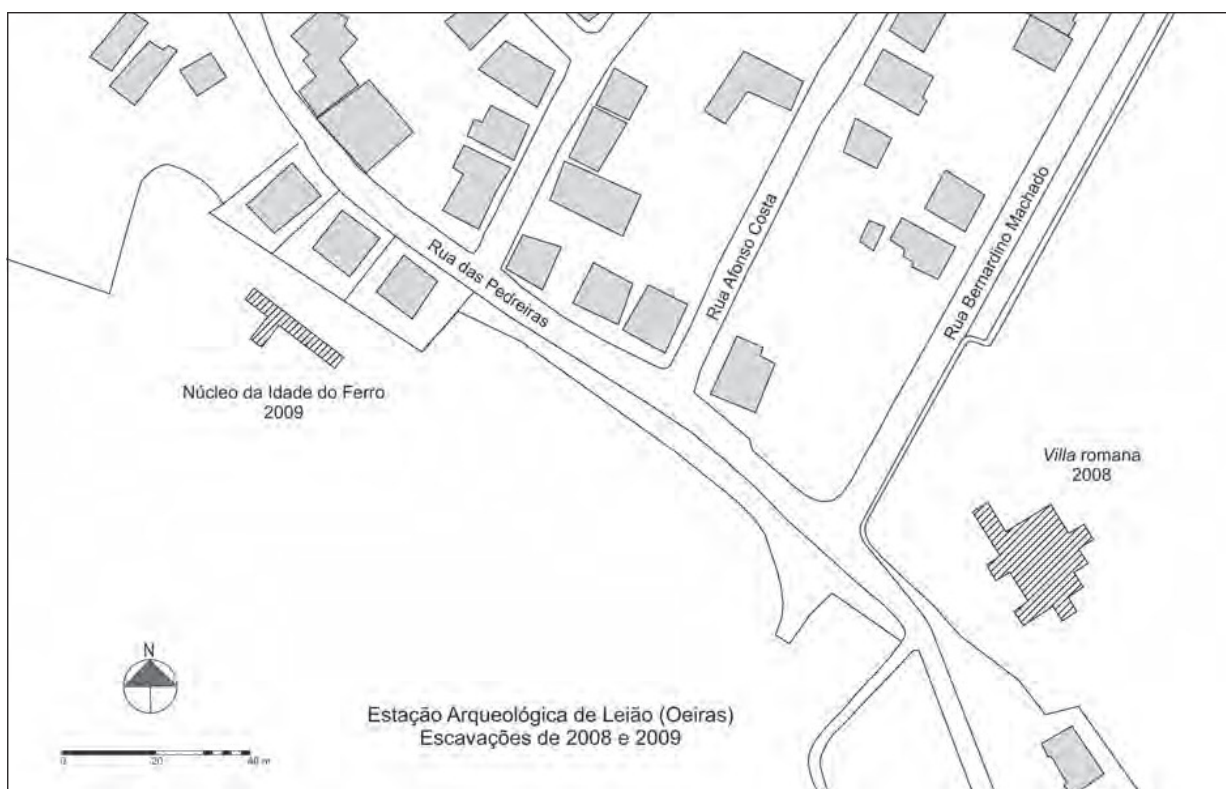 Rua das Pedreiras
Rua Afonso Costa
Rua Bernardino Machado
Núcleo da Idade do Ferro
2009
Villa romana
2008
N
Estação Arqueológica de Leião (Oeiras)
Escavações de 2008 e 2009
0 20 40 m